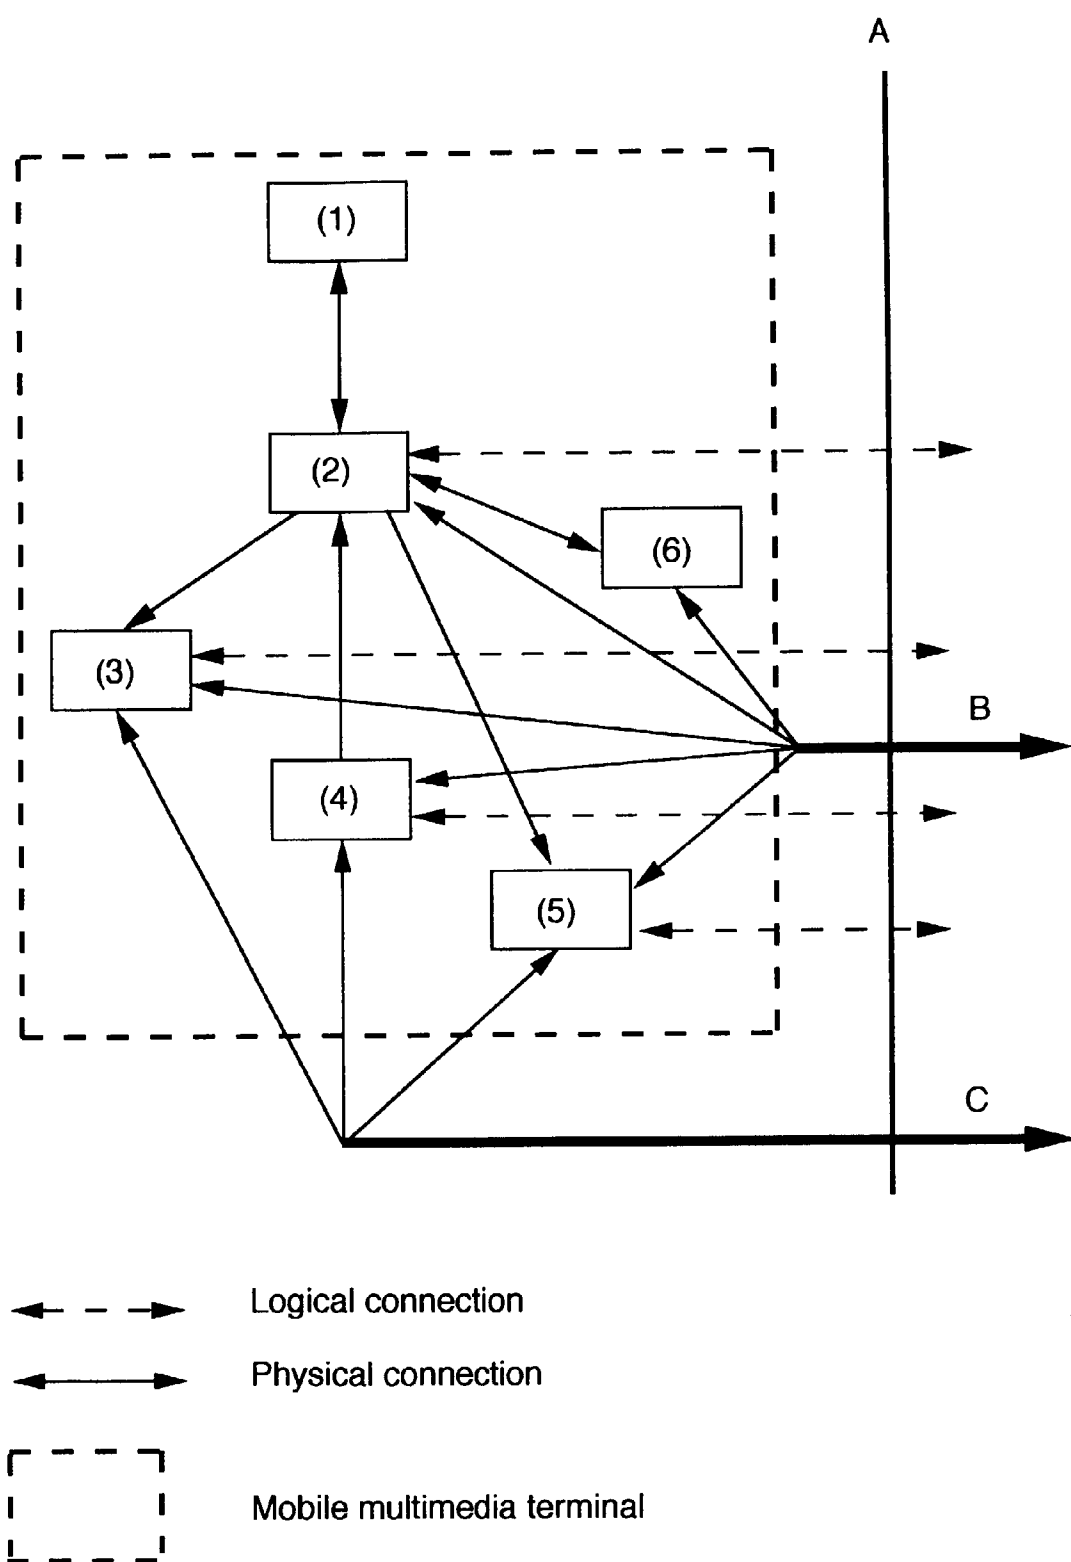 A
(1)
(2)
(6)
(3)
B
(4)
(5)
C
Logical connection
Physical connection
Mobile multimedia terminal